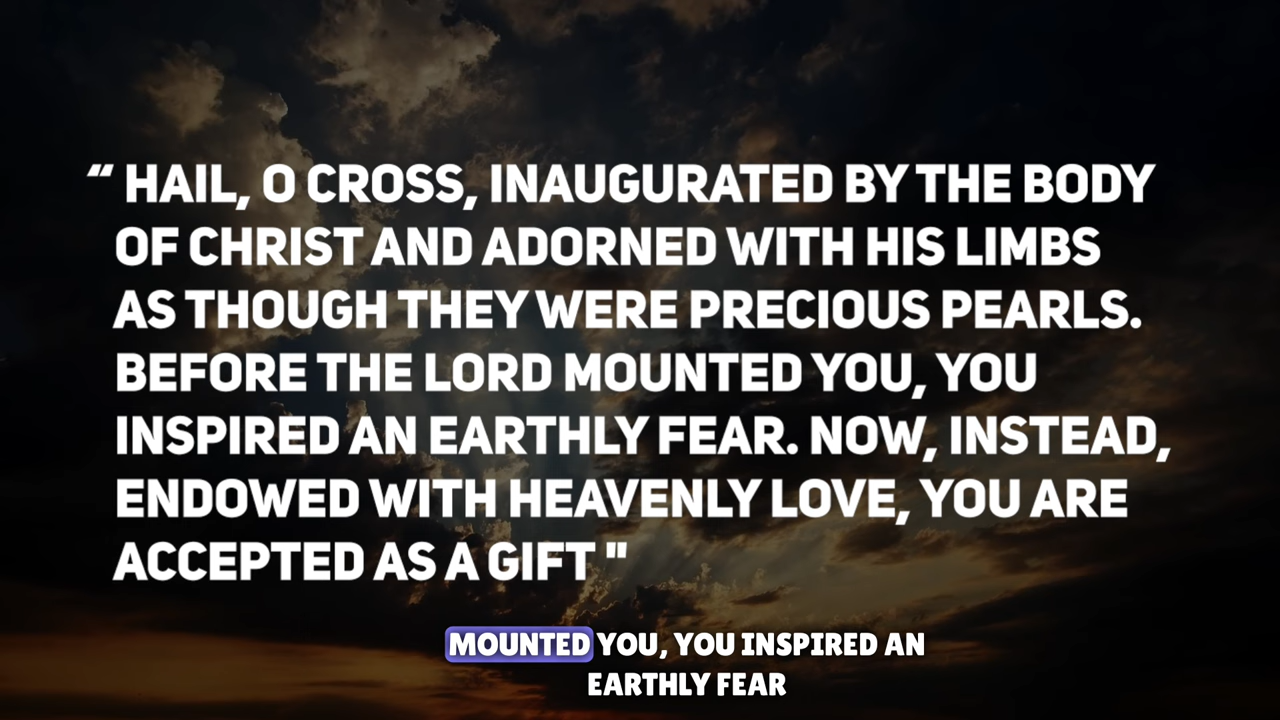 “ HAIL, O CROSS, INAUGURATED BY THE BODY
OF CHRIST AND ADORNED WITH HIS LIMBS
AS THOUGH THEY WERE PRECIOUS PEARLS.
BEFORE THE LORD MOUNTED YOU, YOU
INSPIRED AN EARTHLY FEAR. NOW, INSTEAD,
ENDOWED WITH HEAVENLY LOVE, YOU ARE
ACCEPTED AS A GIFT "
MOUNTED YOU, YOU INSPIRED AN
EARTHLY FEAR